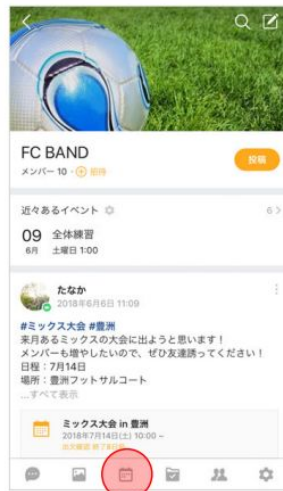 FC BAND
投稿
メンバー 10・招待
近々あるイベント
6
09 全体練習
6月 土曜日 1:00
たなか
2018年6月6日 11:09
#ミックス大会 #豊洲
来月あるミックスの大会に出ようと思います！
メンバーも増やしたいので、ぜひ友達誘ってください！
日程：7月14日
場所：豊洲フットサルコート
...すべて表示
ミックス大会 in 豊洲
2018年7月14日(土) 10:00 ~